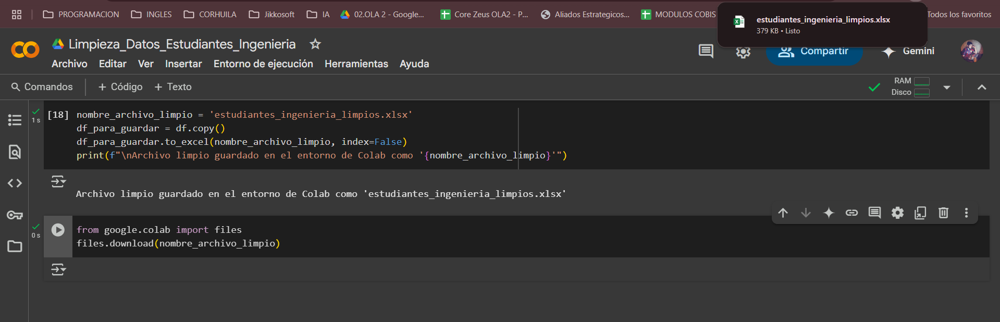 PROGRAMACION
INGLES
CORHUILA
Jikkosoft
IA
02.OLA 2 - Google...
Core Zeus OLA2 - P...
Aliados Estrategicos...
MODULOS COBIS
Todos los favoritos
estudiantes_ingenieria_limpios.xlsx
379 KB • Listo
Limpieza_Datos_Estudiantes_Ingenieria
Archivo Editar Ver Insertar Entorno de ejecución Herramientas Ayuda
Compartir
Gemini
Comandos
+ Código
+ Texto
RAM
Disco
1 s
[18] nombre_archivo_limpio = 'estudiantes_ingenieria_limpios.xlsx'
df_para_guardar = df.copy()
df_para_guardar.to_excel(nombre_archivo_limpio, index=False)
print(f"\nArchivo limpio guardado en el entorno de Colab como '{nombre_archivo_limpio}'")
Archivo limpio guardado en el entorno de Colab como 'estudiantes_ingenieria_limpios.xlsx'
0 s
from google.colab import files
files.download(nombre_archivo_limpio)